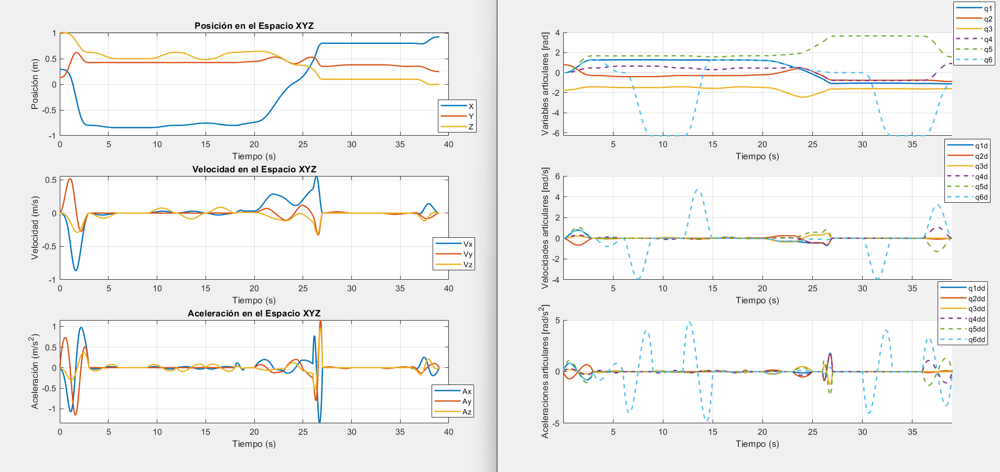 Posición en el Espacio XYZ
Posición (m)
1
0.5
0
-0.5
-1
0 5 10 15 20 25 30 35 40
Tiempo (s)
X
Y
Z
Velocidad en el Espacio XYZ
Velocidad (m/s)
0.5
0
-0.5
-1
0 5 10 15 20 25 30 35 40
Tiempo (s)
Vx
Vy
Vz
Aceleración en el Espacio XYZ
Aceleración (m/s²)
1
0.5
0
-0.5
-1
0 5 10 15 20 25 30 35 40
Tiempo (s)
Ax
Ay
Az
Variables articulares [rad]
4
2
0
-2
-4
-6
5 10 15 20 25 30 35
Tiempo (s)
q1
q2
q3
q4
q5
q6
Velocidades articulares [rad/s]
6
4
2
0
-2
-4
5 10 15 20 25 30 35
Tiempo (s)
q1d
q2d
q3d
q4d
q5d
q6d
Aceleraciones articulares [rad/s²]
5
0
-5
5 10 15 20 25 30 35
Tiempo (s)
q1dd
q2dd
q3dd
q4dd
q5dd
q6dd